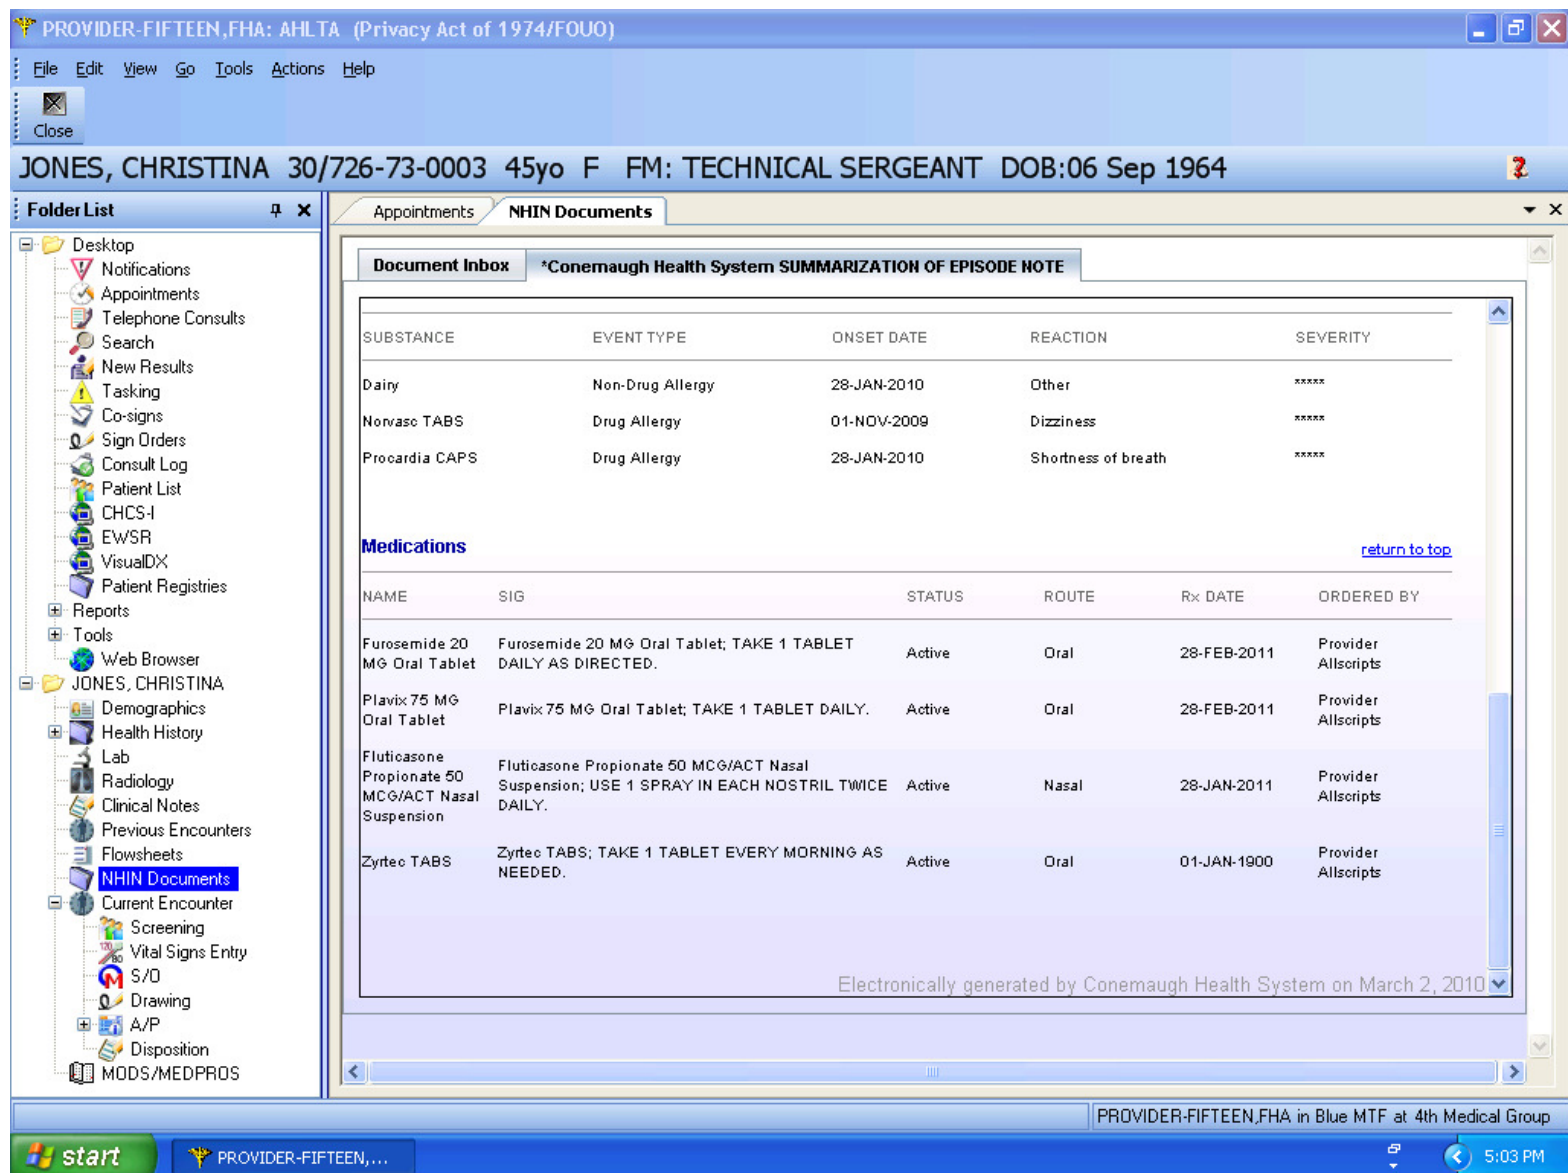 PROVIDER-FIFTEEN,FHA: AHLTA (Privacy Act of 1974/FOUO)
File Edit View Go Tools Actions Help
Close
JONES, CHRISTINA 30/726-73-0003 45yo F FM: TECHNICAL SERGEANT DOB:06 Sep 1964
Folder List
Desktop
Notifications
Appointments
Telephone Consults
Search
New Results
Tasking
Co-signs
Sign Orders
Consult Log
Patient List
CHCS-I
EWSR
VisualDX
Patient Registries
Reports
Tools
Web Browser
JONES, CHRISTINA
Demographics
Health History
Lab
Radiology
Clinical Notes
Previous Encounters
Flowsheets
NHIN Documents
Current Encounter
Screening
Vital Signs Entry
S/O
Drawing
A/P
Disposition
MODS/MEDPROS
Appointments NHIN Documents
Document Inbox *Conemaugh Health System SUMMARIZATION OF EPISODE NOTE
SUBSTANCE EVENT TYPE ONSET DATE REACTION SEVERITY
Dairy Non-Drug Allergy 28-JAN-2010 Other *****
Norvasc TABS Drug Allergy 01-NOV-2009 Dizziness *****
Procardia CAPS Drug Allergy 28-JAN-2010 Shortness of breath *****
Medications return to top
NAME SIG STATUS ROUTE Rx DATE ORDERED BY
Furosemide 20 MG Oral Tablet Furosemide 20 MG Oral Tablet; TAKE 1 TABLET DAILY AS DIRECTED. Active Oral 28-FEB-2011 Provider Allscripts
Plavix 75 MG Oral Tablet Plavix 75 MG Oral Tablet; TAKE 1 TABLET DAILY. Active Oral 28-FEB-2011 Provider Allscripts
Fluticasone Propionate 50 MCG/ACT Nasal Suspension Fluticasone Propionate 50 MCG/ACT Nasal Suspension; USE 1 SPRAY IN EACH NOSTRIL TWICE DAILY. Active Nasal 28-JAN-2011 Provider Allscripts
Zyrtec TABS Zyrtec TABS; TAKE 1 TABLET EVERY MORNING AS NEEDED. Active Oral 01-JAN-1900 Provider Allscripts
Electronically generated by Conemaugh Health System on March 2, 2010
PROVIDER-FIFTEEN,FHA in Blue MTF at 4th Medical Group
start PROVIDER-FIFTEEN,... 5:03 PM